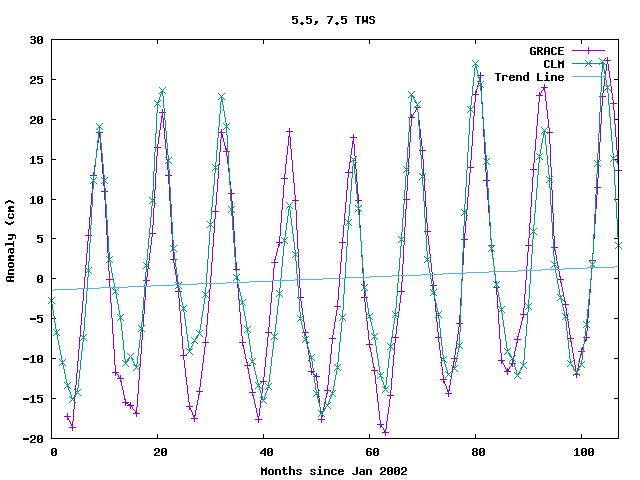 5.5, 7.5 TWS
GRACE
CLM
Trend Line
Anomaly (cm)
30
25
20
15
10
5
0
-5
-10
-15
-20
0 20 40 60 80 100
Months since Jan 2002